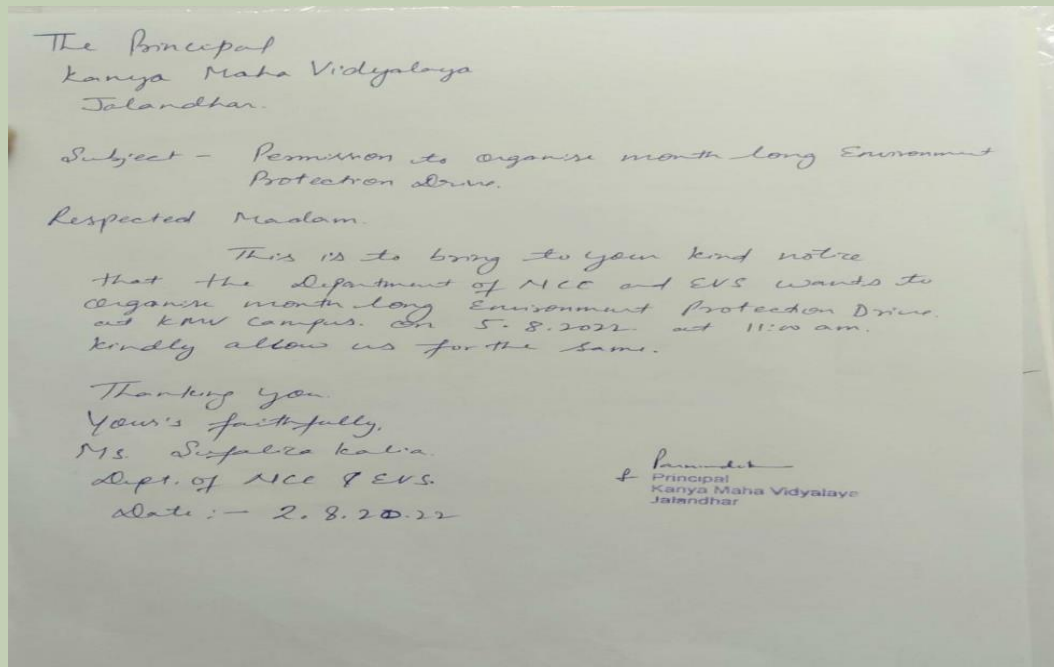 The Principal
Kanya Maha Vidyalaya
Jalandhar.
Subject - Permission to organise month long Environment
Protection Drive.
Respected Madam.
This is to bring to your kind notice
that the Department of NCC and EVS wants to
organise month long Environment Protection Drive.
at KMV Campus. on 5.8.2022. at 11:00 am.
kindly allow us for the same.
Thanking you.
Your's faithfully,
Ms. Sufaliza Kalia.
Dept. of NCC & EVS.
Date :- 2.8.2022
Principal
Kanya Maha Vidyalaya
Jalandhar